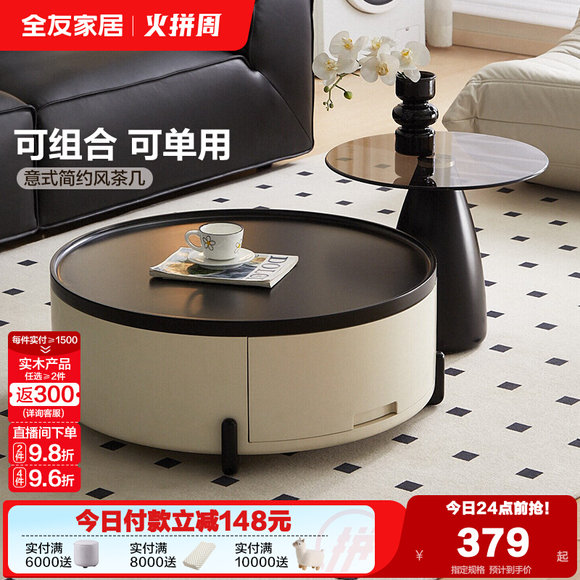 全友家居 火拼周
可组合 可单用
意式简约风茶几
每件实付≥1500
实木产品
任选≥2件
返300
(详询客服)
直播间下单
2件 9.8折
4件 9.6折
今日付款立减148元
实付满
6000送
实付满
8000送
实付满
10000送
今日24点前抢!
¥ 379 起
指定规格 预计到手价